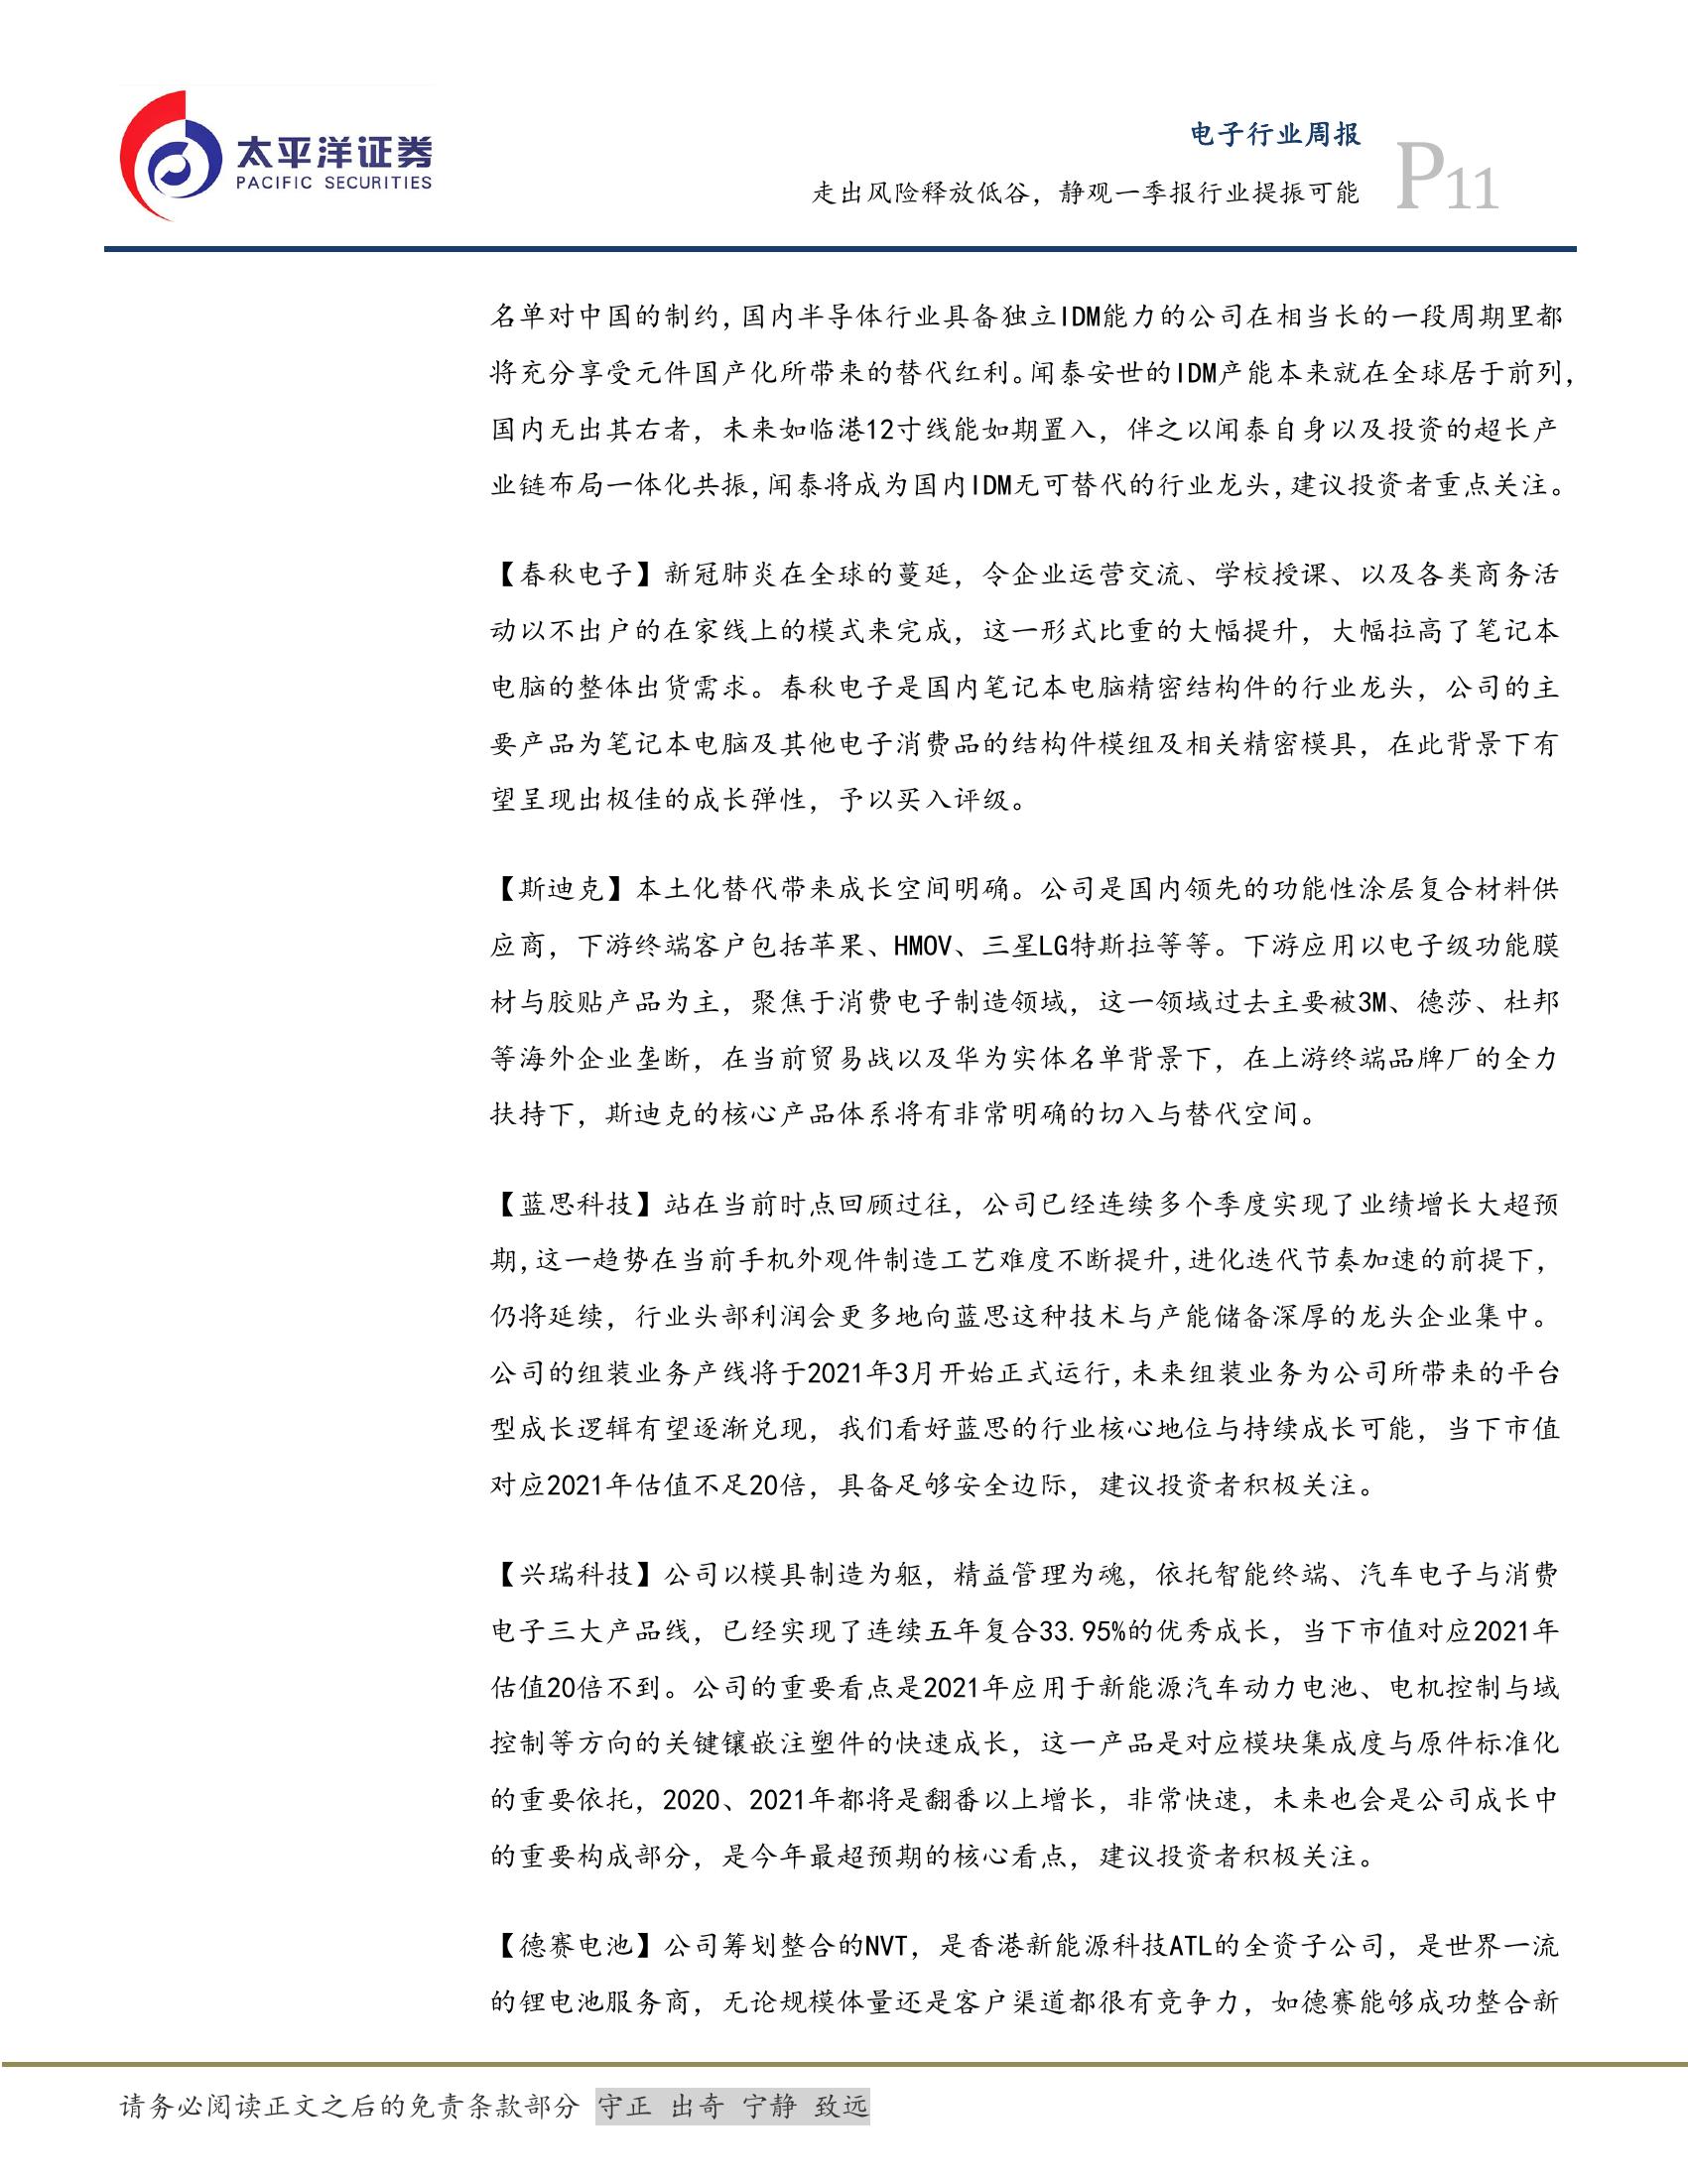 太平洋证券
PACIFIC SECURITIES
电子行业周报
走出风险释放低谷，静观一季报行业提振可能
P11
名单对中国的制约，国内半导体行业具备独立IDM能力的公司在相当长的一段周期里都
将充分享受元件国产化所带来的替代红利。闻泰安世的IDM产能本来就在全球居于前列，
国内无出其右者，未来如临港12寸线能如期置入，伴之以闻泰自身以及投资的超长产
业链布局一体化共振，闻泰将成为国内IDM无可替代的行业龙头，建议投资者重点关注。
【春秋电子】新冠肺炎在全球的蔓延，令企业运营交流、学校授课、以及各类商务活
动以不出户的在家线上的模式来完成，这一形式比重的大幅提升，大幅拉高了笔记本
电脑的整体出货需求。春秋电子是国内笔记本电脑精密结构件的行业龙头，公司的主
要产品为笔记本电脑及其他电子消费品的结构件模组及相关精密模具，在此背景下有
望呈现出极佳的成长弹性，予以买入评级。
【斯迪克】本土化替代带来成长空间明确。公司是国内领先的功能性涂层复合材料供
应商，下游终端客户包括苹果、HMOV、三星LG特斯拉等等。下游应用以电子级功能膜
材与胶贴产品为主，聚焦于消费电子制造领域，这一领域过去主要被3M、德莎、杜邦
等海外企业垄断，在当前贸易战以及华为实体名单背景下，在上游终端品牌厂的全力
扶持下，斯迪克的核心产品体系将有非常明确的切入与替代空间。
【蓝思科技】站在当前时点回顾过往，公司已经连续多个季度实现了业绩增长大超预
期，这一趋势在当前手机外观件制造工艺难度不断提升，进化迭代节奏加速的前提下，
仍将延续，行业头部利润会更多地向蓝思这种技术与产能储备深厚的龙头企业集中。
公司的组装业务产线将于2021年3月开始正式运行，未来组装业务为公司所带来的平台
型成长逻辑有望逐渐兑现，我们看好蓝思的行业核心地位与持续成长可能，当下市值
对应2021年估值不足20倍，具备足够安全边际，建议投资者积极关注。
【兴瑞科技】公司以模具制造为躯，精益管理为魂，依托智能终端、汽车电子与消费
电子三大产品线，已经实现了连续五年复合33.95%的优秀成长，当下市值对应2021年
估值20倍不到。公司的重要看点是2021年应用于新能源汽车动力电池、电机控制与域
控制等方向的关键镶嵌注塑件的快速成长，这一产品是对应模块集成度与原件标准化
的重要依托，2020、2021年都将是翻番以上增长，非常快速，未来也会是公司成长中
的重要构成部分，是今年最超预期的核心看点，建议投资者积极关注。
【德赛电池】公司筹划整合的NVT，是香港新能源科技ATL的全资子公司，是世界一流
的锂电池服务商，无论规模体量还是客户渠道都很有竞争力，如德赛能够成功整合新
请务必阅读正文之后的免责条款部分 守正 出奇 宁静 致远